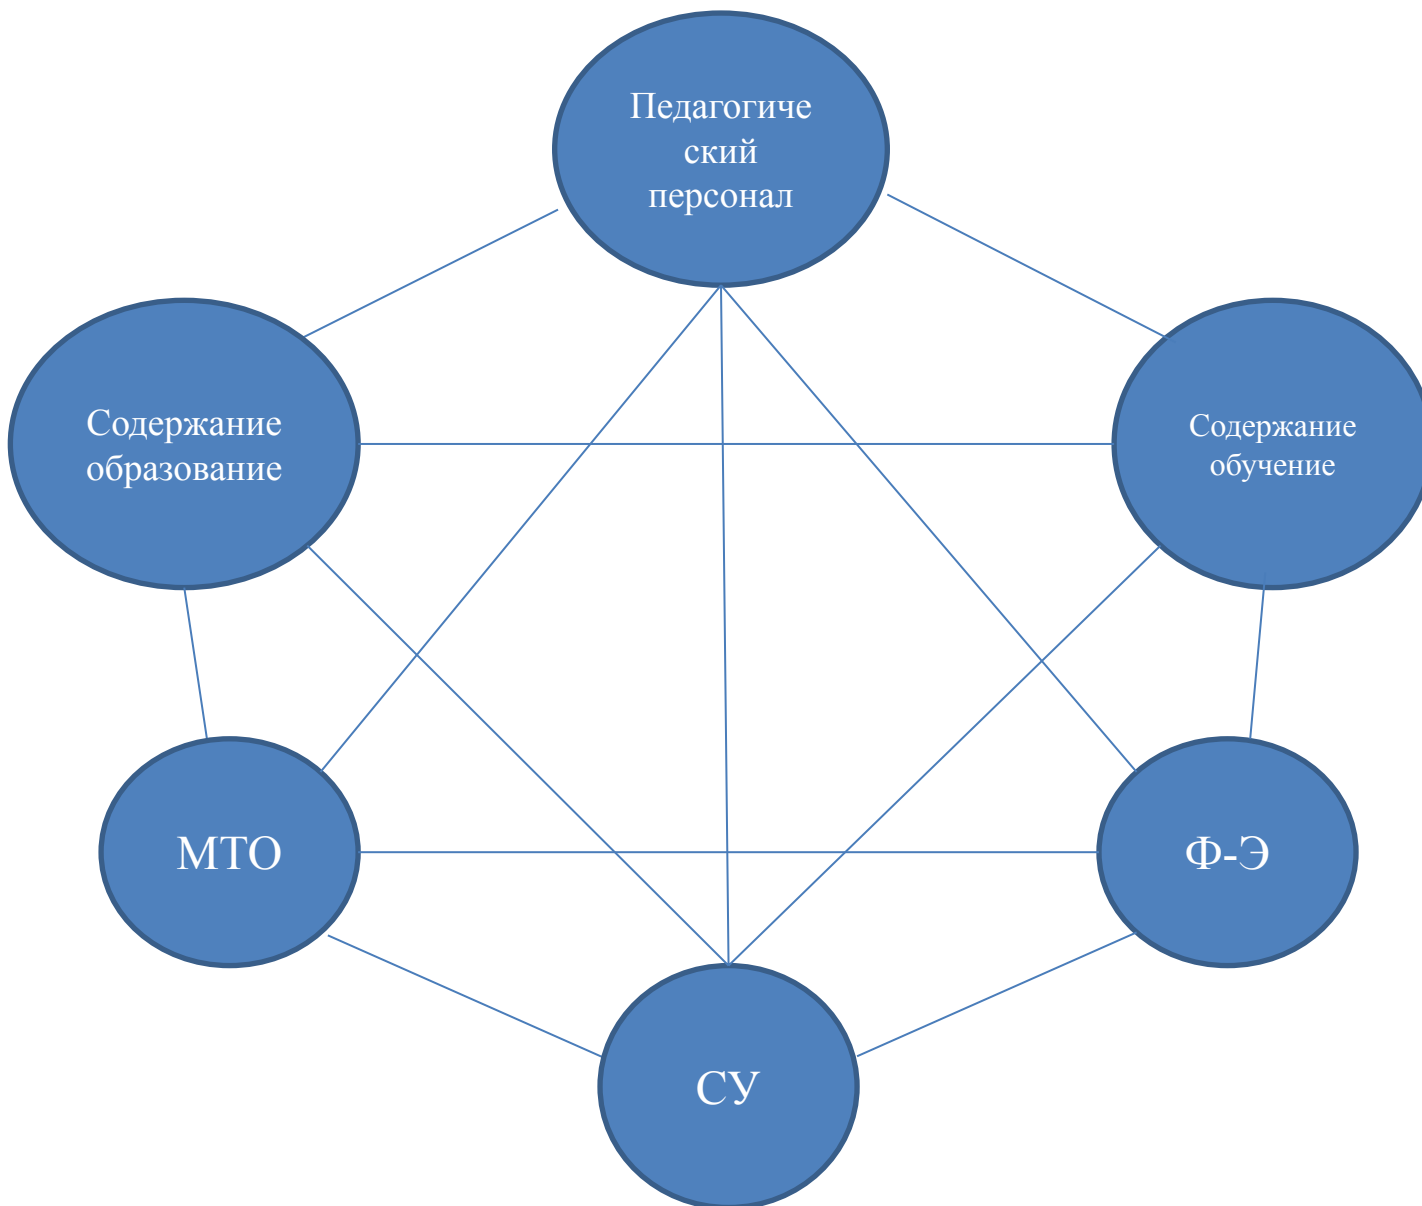 Педагогиче
ский
персонал
Содержание
образование
Содержание
обучение
МТО
Ф-Э
СУ